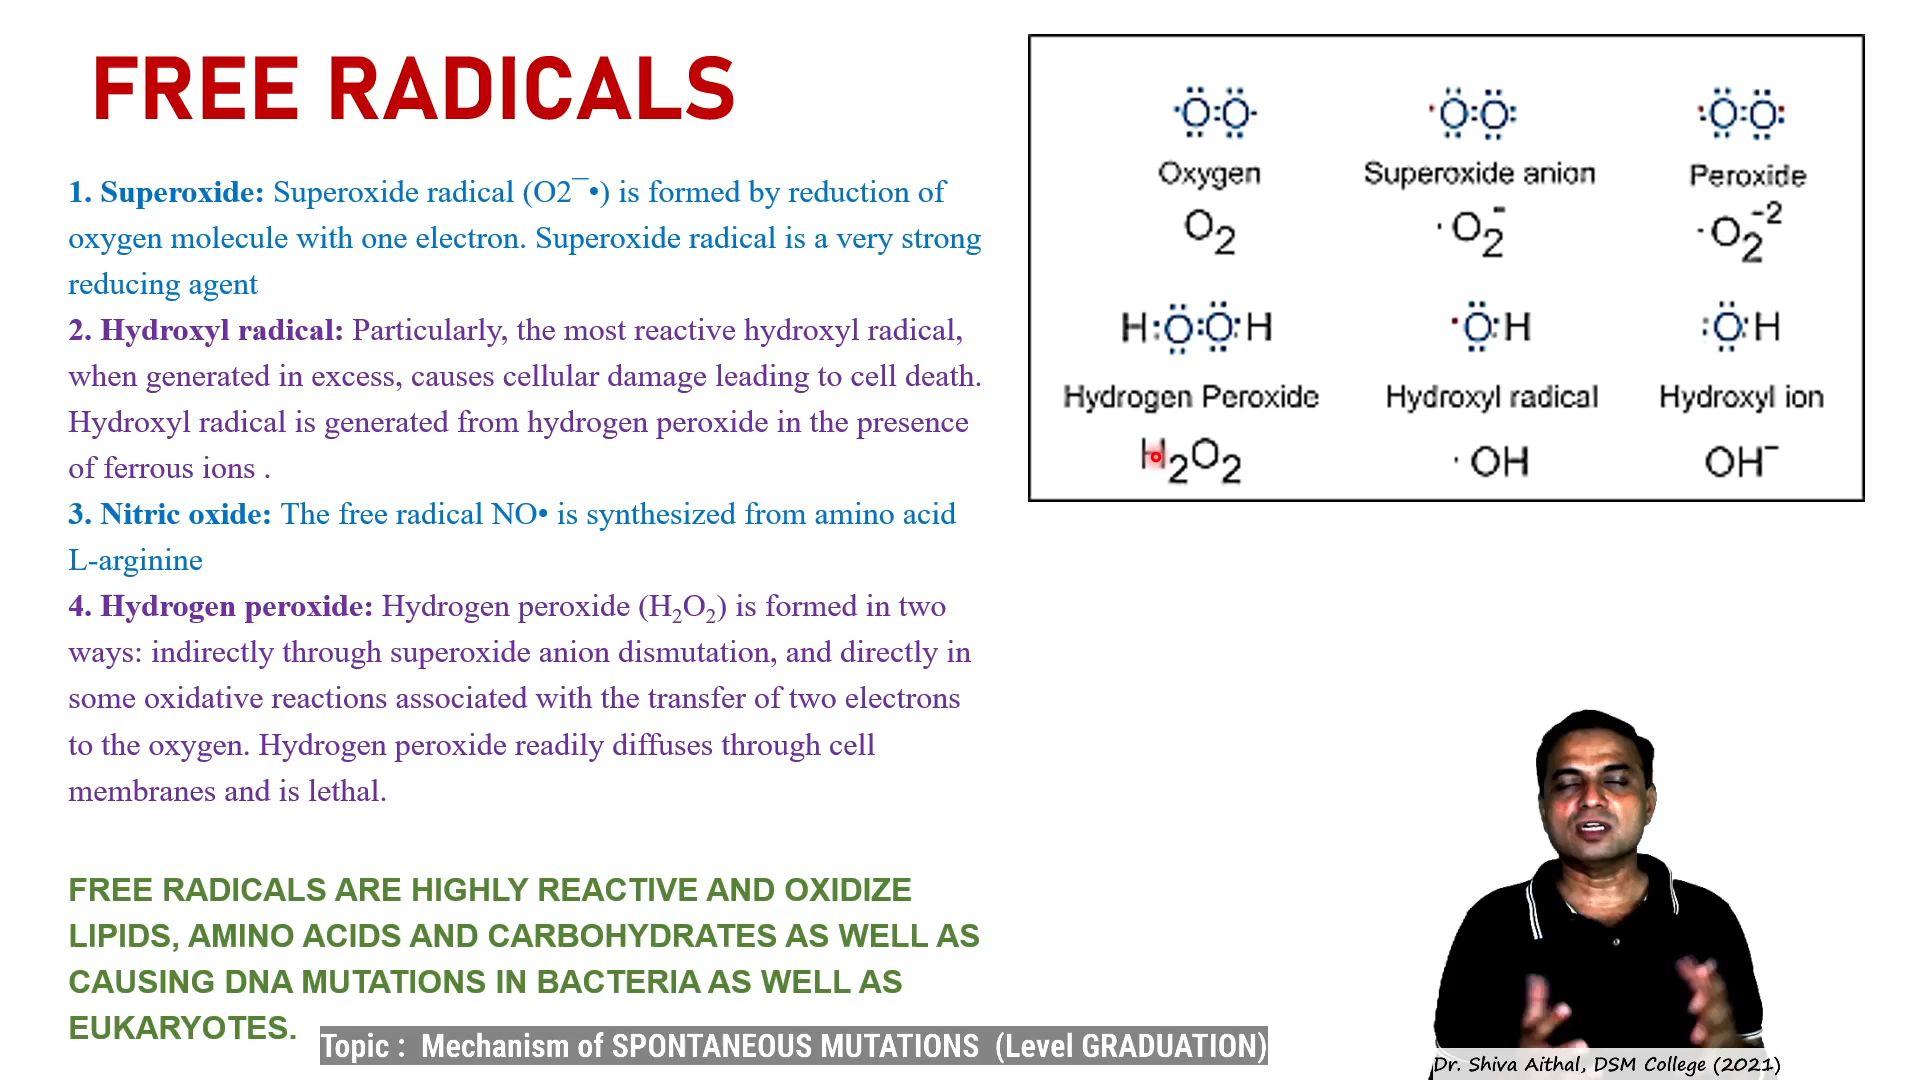 FREE RADICALS
1. Superoxide: Superoxide radical (O2¯•) is formed by reduction of
oxygen molecule with one electron. Superoxide radical is a very strong
reducing agent
2. Hydroxyl radical: Particularly, the most reactive hydroxyl radical,
when generated in excess, causes cellular damage leading to cell death.
Hydroxyl radical is generated from hydrogen peroxide in the presence
of ferrous ions .
3. Nitric oxide: The free radical NO• is synthesized from amino acid
L-arginine
4. Hydrogen peroxide: Hydrogen peroxide (H₂O₂) is formed in two
ways: indirectly through superoxide anion dismutation, and directly in
some oxidative reactions associated with the transfer of two electrons
to the oxygen. Hydrogen peroxide readily diffuses through cell
membranes and is lethal.
FREE RADICALS ARE HIGHLY REACTIVE AND OXIDIZE
LIPIDS, AMINO ACIDS AND CARBOHYDRATES AS WELL AS
CAUSING DNA MUTATIONS IN BACTERIA AS WELL AS
EUKARYOTES.
·O:O· ·O:O: :O:O:
Oxygen Superoxide anion Peroxide
O₂ ·O₂⁻ ·O₂⁻²
H:O:O:H ·O:H :O:H
Hydrogen Peroxide Hydroxyl radical Hydroxyl ion
H₂O₂ ·OH OH⁻
Topic : Mechanism of SPONTANEOUS MUTATIONS (Level GRADUATION)
Dr. Shiva Aithal, DSM College (2021)